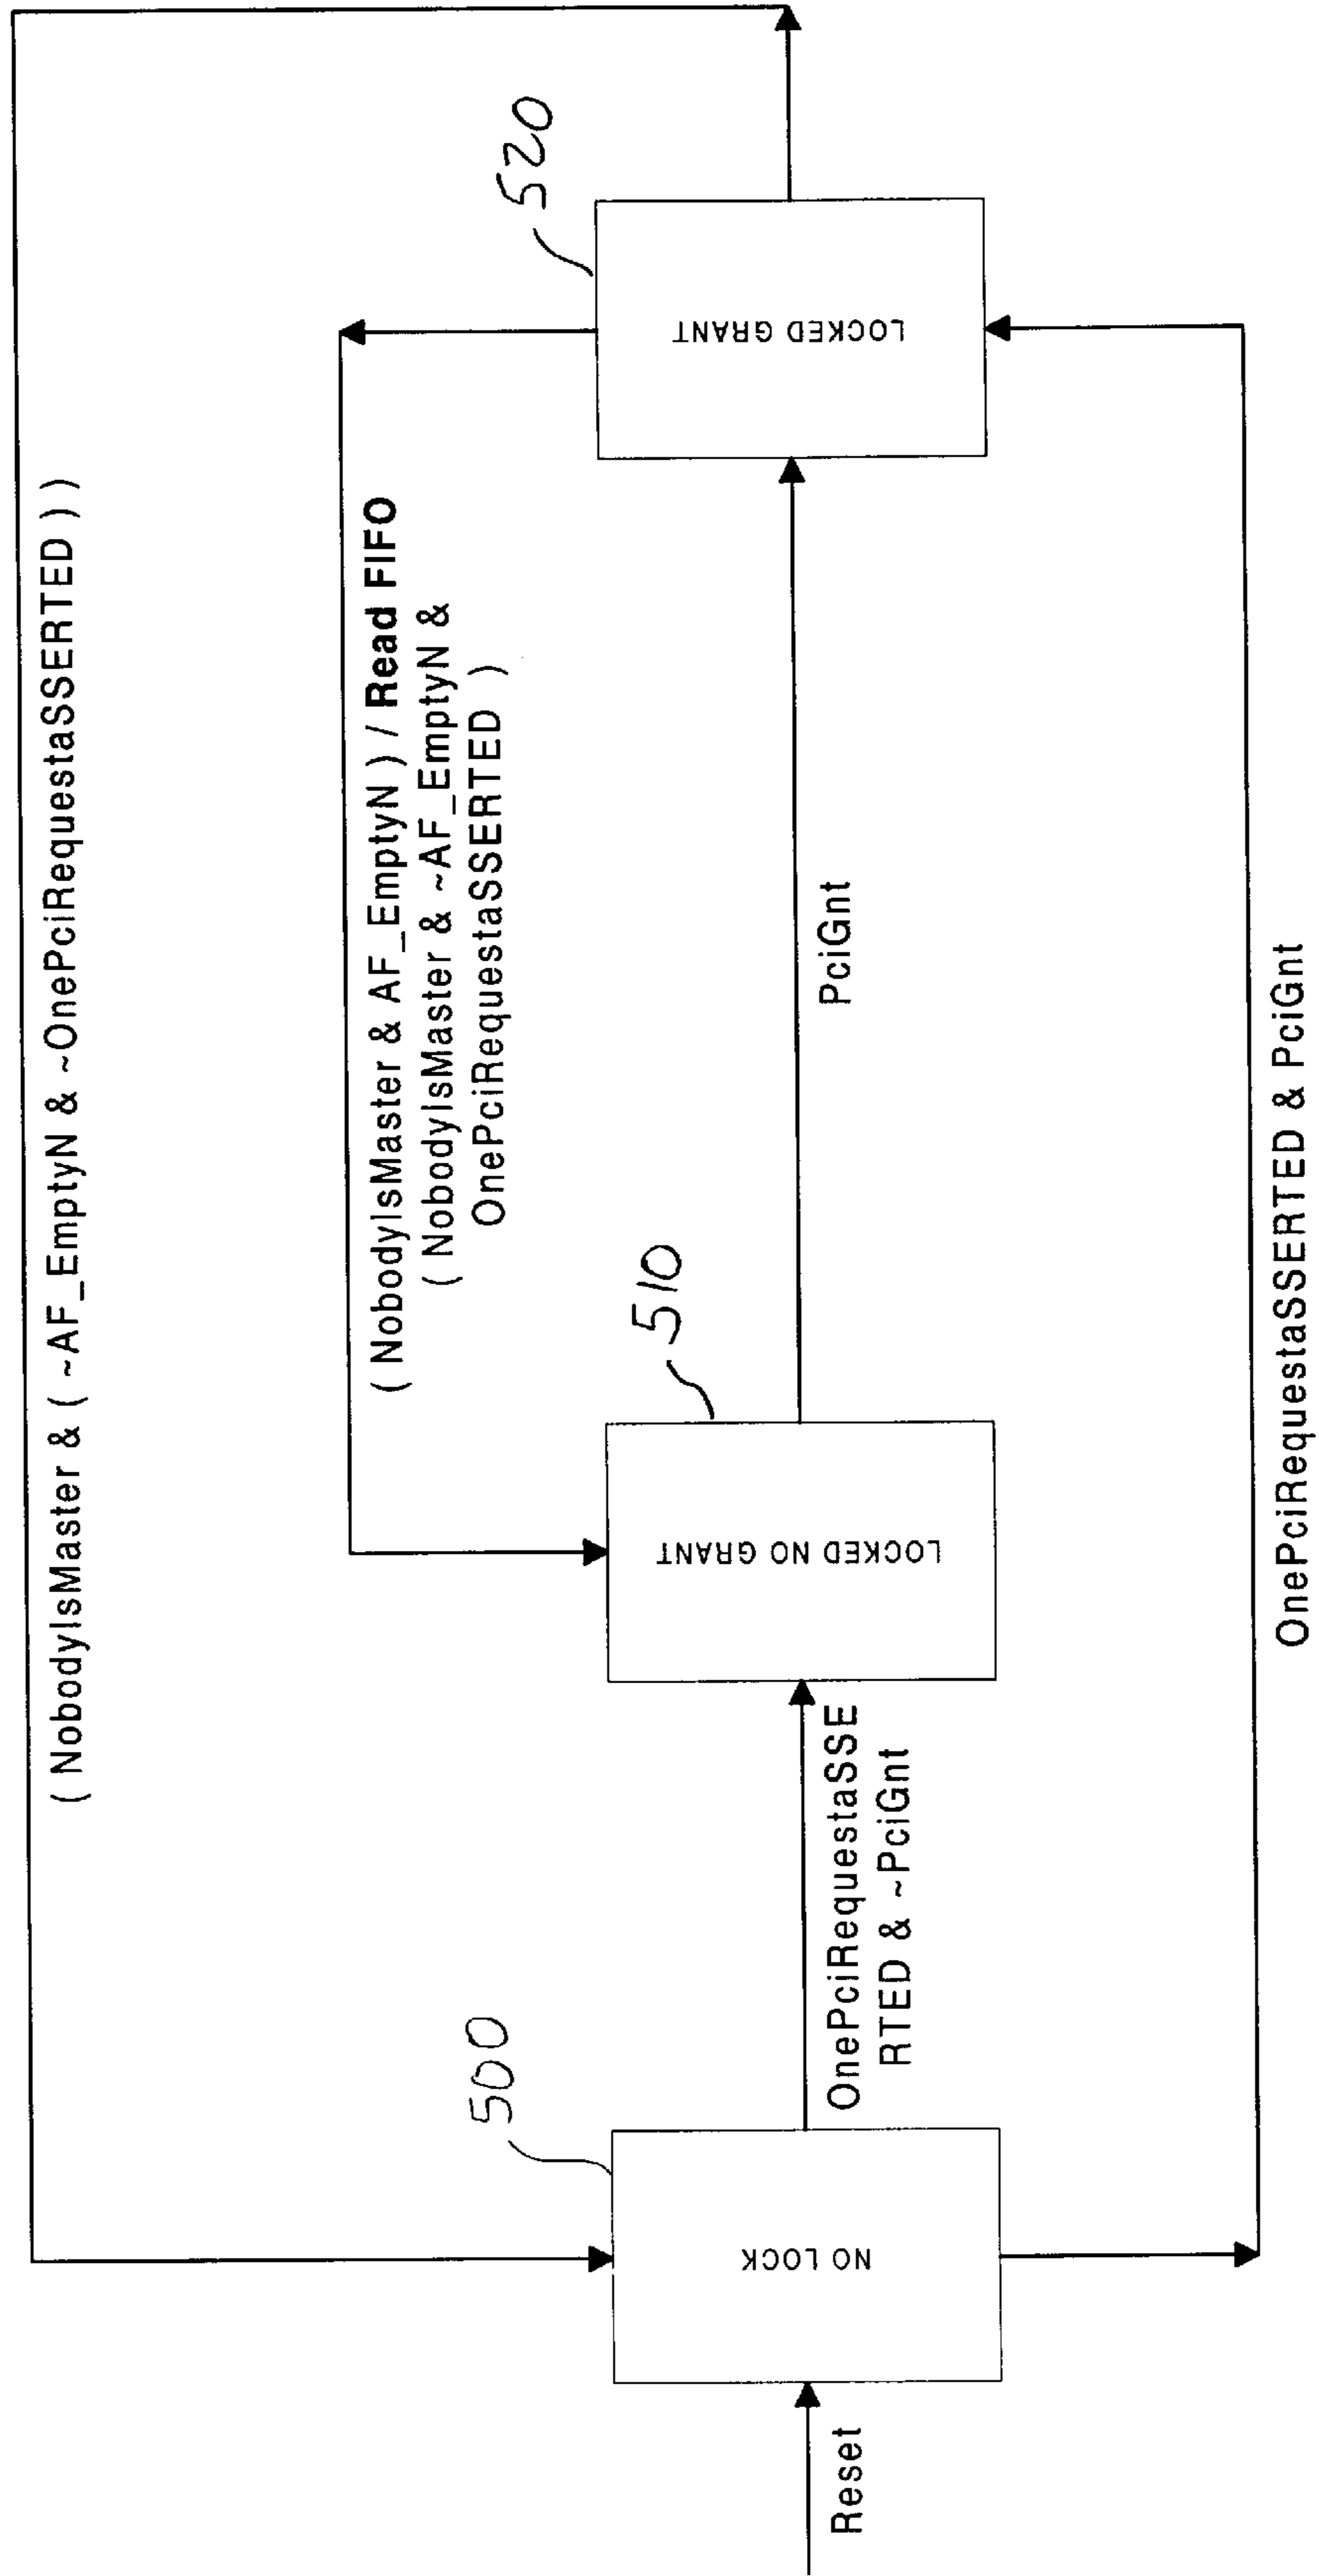 ( NobodyIsMaster & ( ~AF_EmptyN & ~OnePciRequestaSSERTED ) )
520
( NobodyIsMaster & AF_EmptyN ) / Read FIFO
( NobodyIsMaster & ~AF_EmptyN &
OnePciRequestaSSERTED )
510
500
Reset
NO LOCK
OnePciRequestaSSE
RTED & ~PciGnt
LOCKED NO GRANT
PciGnt
LOCKED GRANT
OnePciRequestaSSERTED & PciGnt